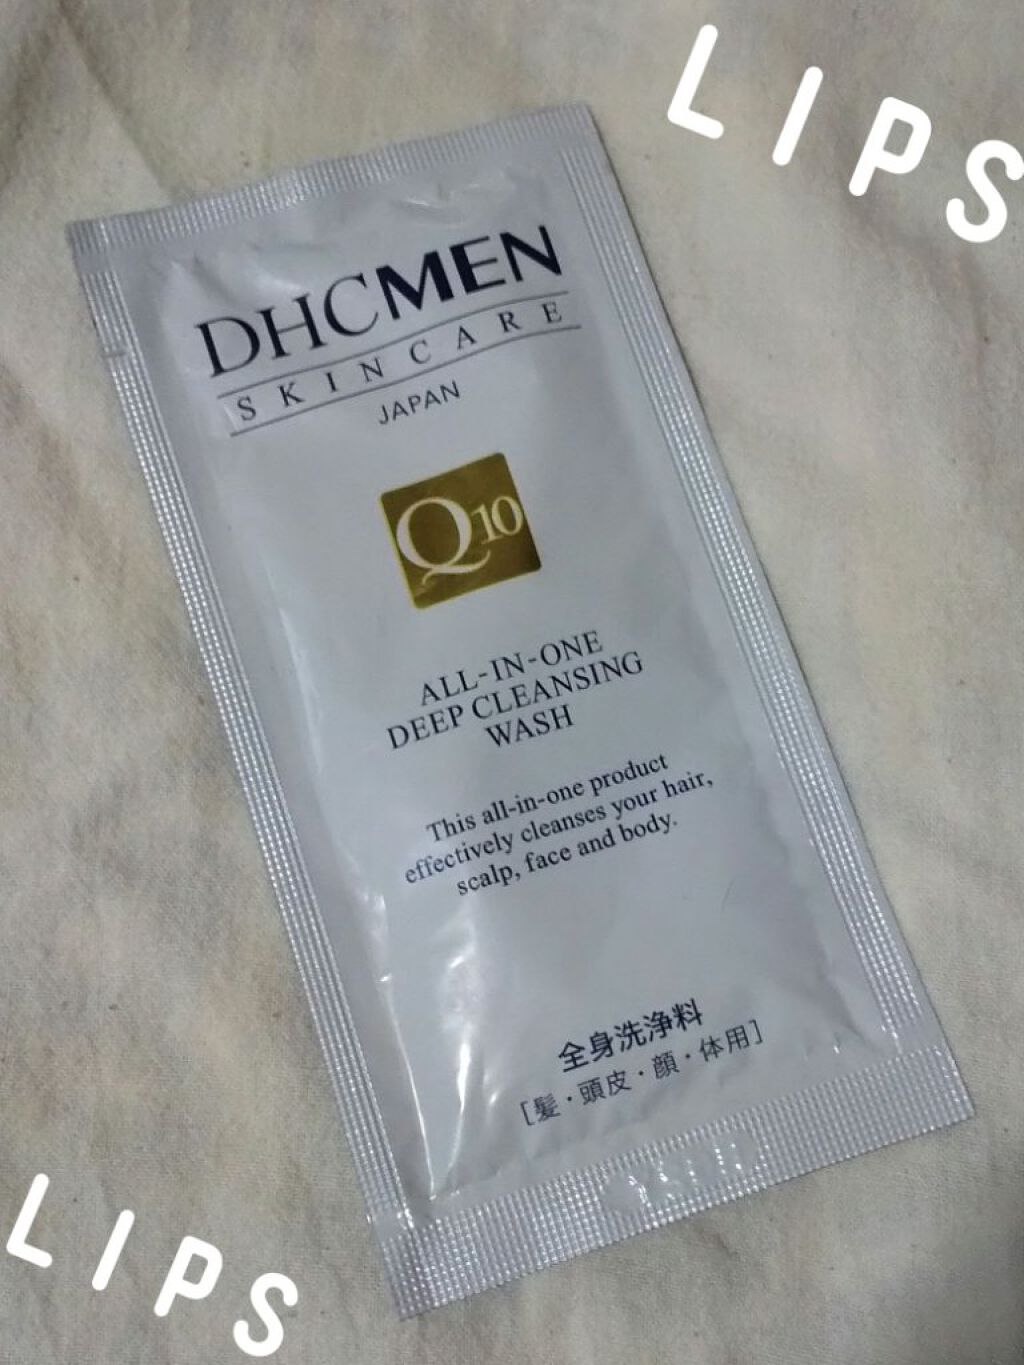 LIPS
DHCMEN
SKINCARE
JAPAN
Q10
ALL-IN-ONE
DEEP CLEANSING
WASH
This all-in-one product
effectively cleanses your hair,
scalp, face and body.
全身洗浄料
[髪・頭皮・顔・体用]
LIPS